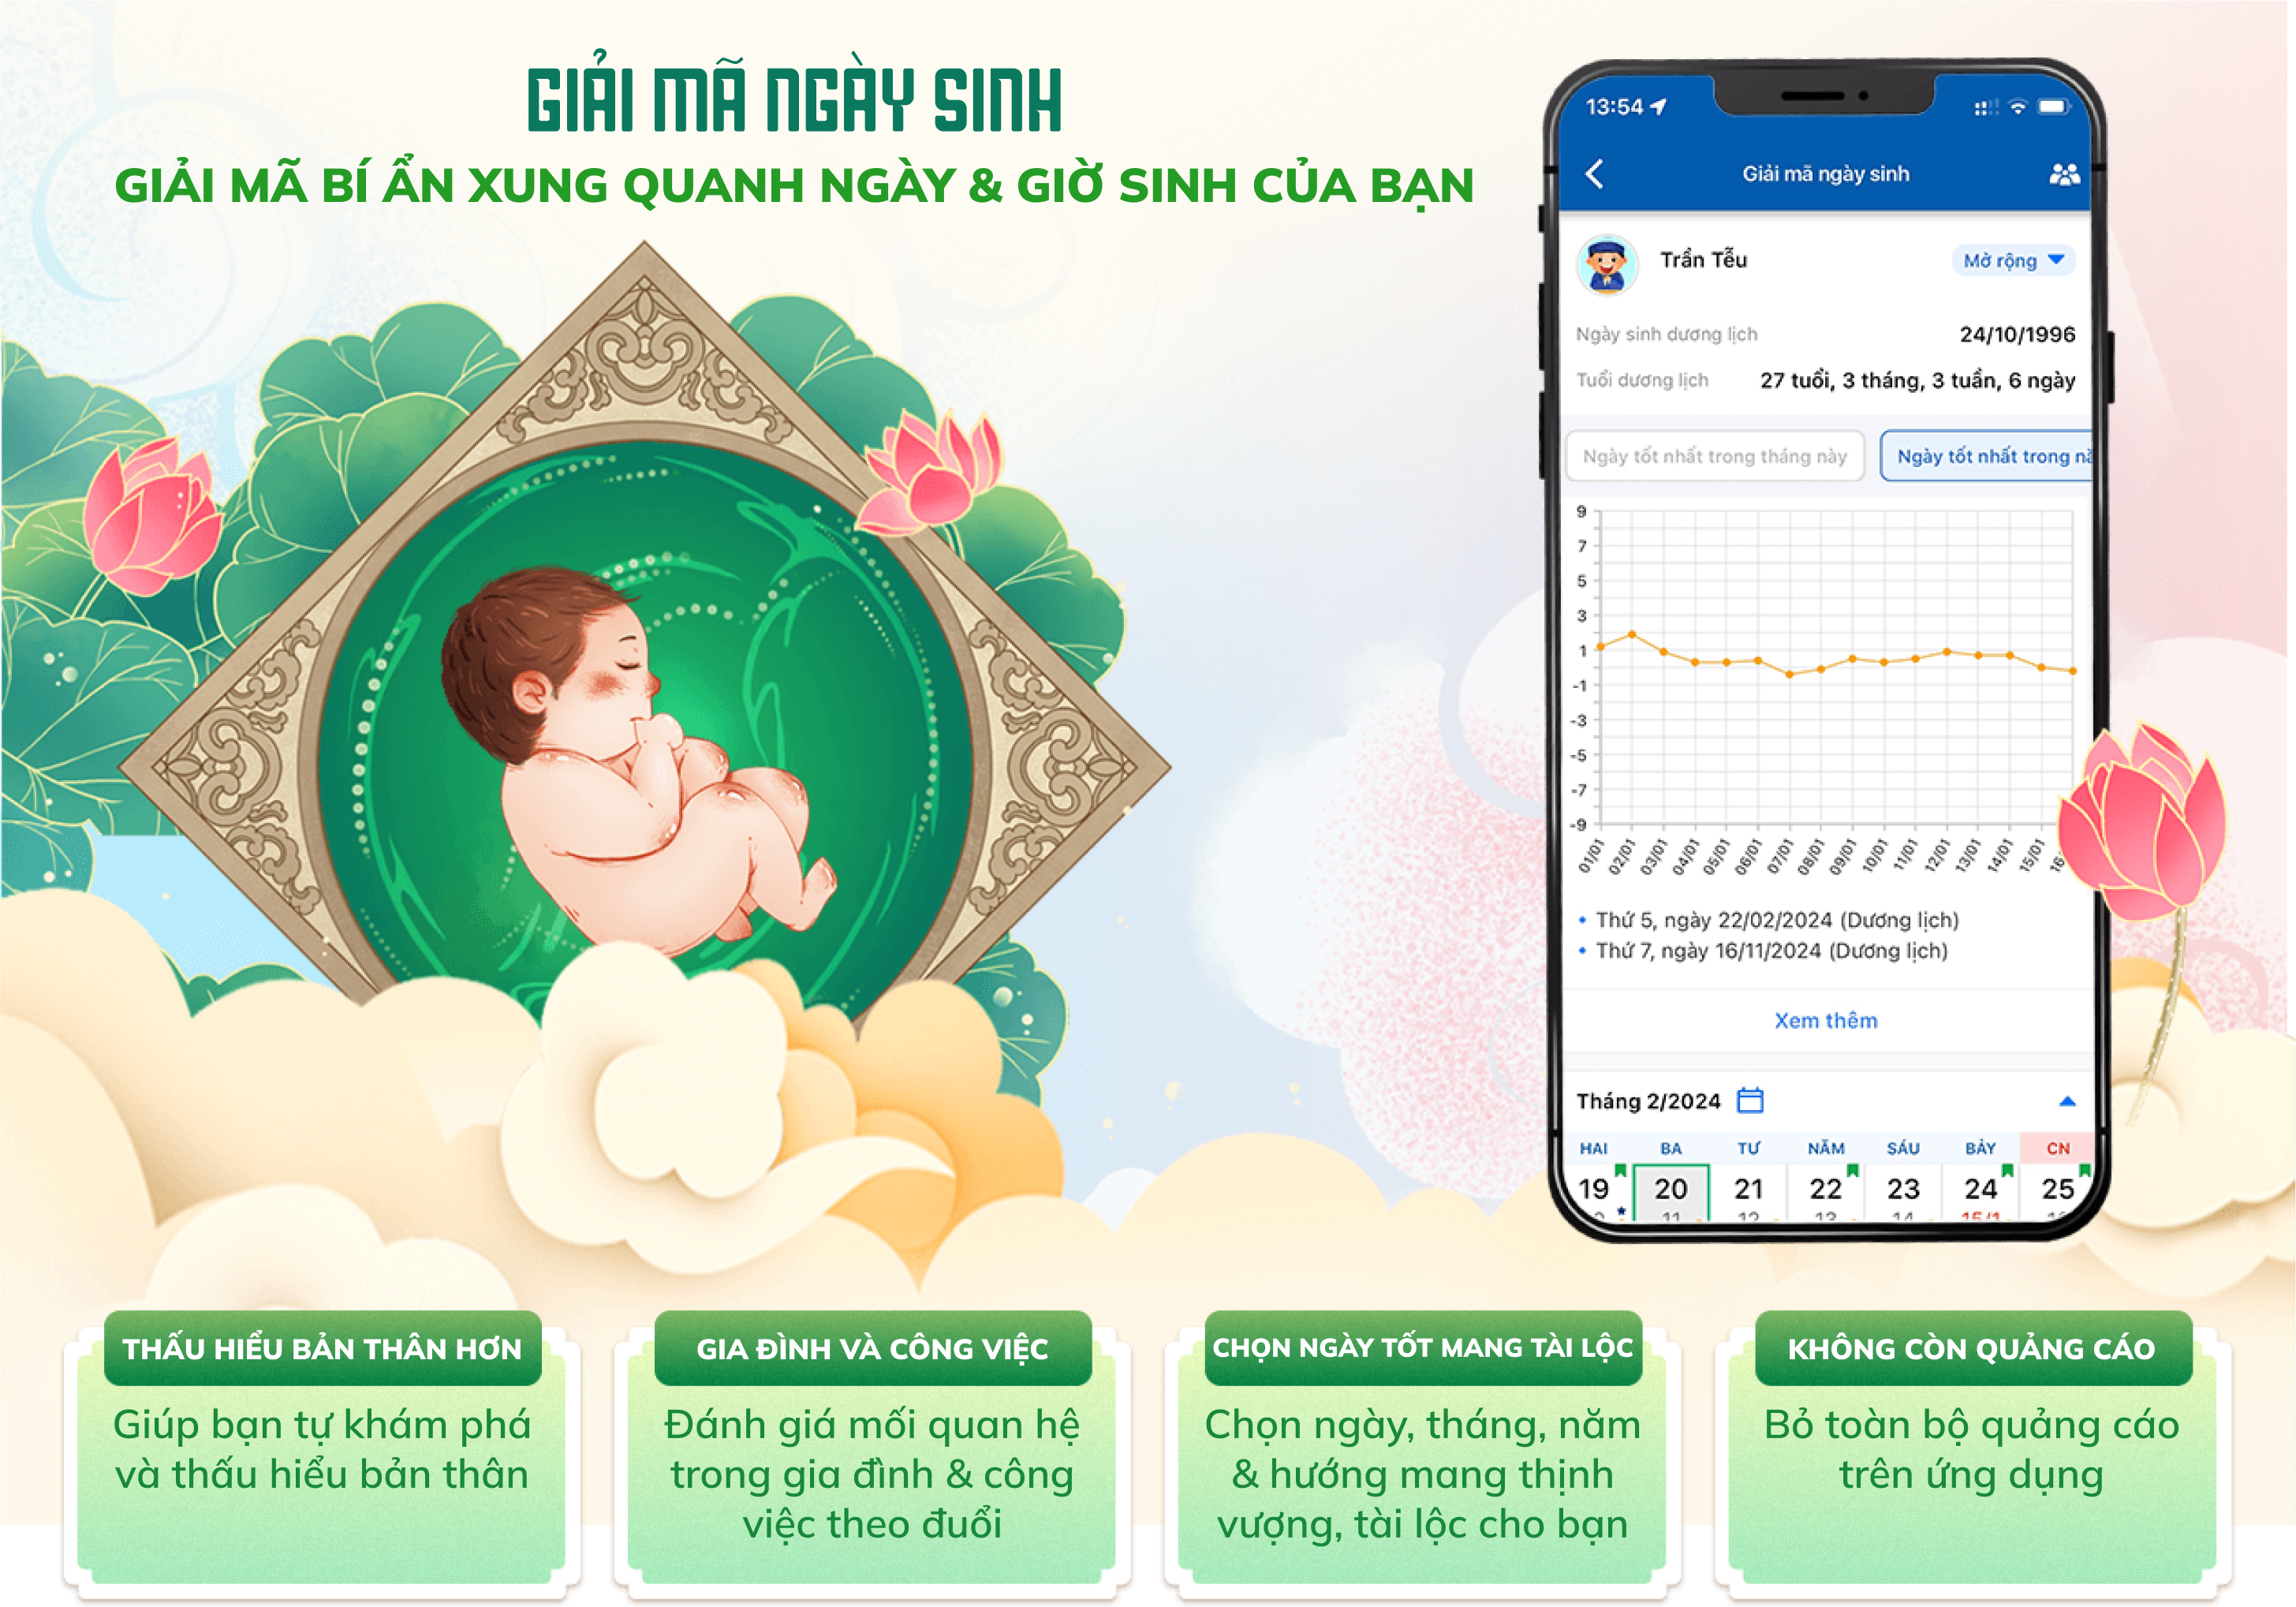 GIẢI MÃ NGÀY SINH
GIẢI MÃ BÍ ẨN XUNG QUANH NGÀY & GIỜ SINH CỦA BẠN
13:54
Giải mã ngày sinh
Trần Tễu
Mở rộng
Ngày sinh dương lịch 24/10/1996
Tuổi dương lịch 27 tuổi, 3 tháng, 3 tuần, 6 ngày
Ngày tốt nhất trong tháng này Ngày tốt nhất trong
9
7
5
3
1
-1
-3
-5
-7
-9
01/01 02/01 03/01 04/01 05/01 06/01 07/01 08/01 09/01 10/01 11/01 12/01 13/01 14/01 15/01
• Thứ 5, ngày 22/02/2024 (Dương lịch)
• Thứ 7, ngày 16/11/2024 (Dương lịch)
Xem thêm
Tháng 2/2024
HAI BA TƯ NĂM SÁU BẢY CN
19 20 21 22 23 24 25
THẤU HIỂU BẢN THÂN HƠN
Giúp bạn tự khám phá
và thấu hiểu bản thân
GIA ĐÌNH VÀ CÔNG VIỆC
Đánh giá mối quan hệ
trong gia đình & công
việc theo đuổi
CHỌN NGÀY TỐT MANG TÀI LỘC
Chọn ngày, tháng, năm
& hướng mang thịnh
vượng, tài lộc cho bạn
KHÔNG CÒN QUẢNG CÁO
Bỏ toàn bộ quảng cáo
trên ứng dụng